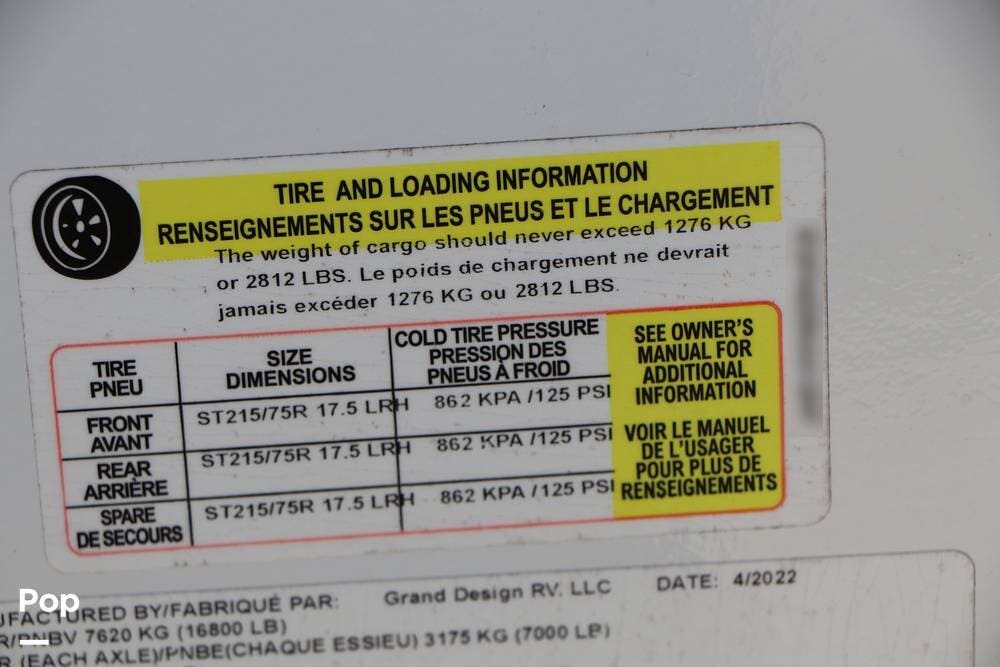 TIRE AND LOADING INFORMATION
RENSEIGNEMENTS SUR LES PNEUS ET LE CHARGEMENT
The weight of cargo should never exceed 1276 KG
or 2812 LBS. Le poids de chargement ne devrait
jamais excéder 1276 KG ou 2812 LBS.
TIRE
PNEU
SIZE
DIMENSIONS
COLD TIRE PRESSURE
PRESSION DES
PNEUS À FROID
FRONT
AVANT
ST215/75R 17.5 LRH
862 KPA /125 PSI
REAR
ARRIÈRE
ST215/75R 17.5 LRH
862 KPA /125 PSI
SPARE
DE SECOURS
ST215/75R 17.5 LRH
862 KPA /125 PSI
SEE OWNER'S
MANUAL FOR
ADDITIONAL
INFORMATION
VOIR LE MANUEL
DE L'USAGER
POUR PLUS DE
RENSEIGNEMENTS
BY/FABRIQUÉ PAR: Grand Design RV. LLC DATE: 4/2022
7620 KG (16800 LB)
(EACH AXLE)/PNBE(CHAQUE ESSIEU) 3175 KG (7000 LB)
Pop